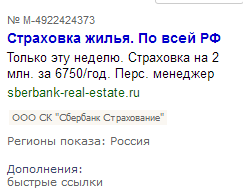 № M-4922424373
Страховка жилья. По всей РФ
Только эту неделю. Страховка на 2
млн. за 6750/год. Перс. менеджер
sberbank-real-estate.ru
ООО СК "Сбербанк Страхование"
Регионы показа: Россия
Дополнения:
быстрые ссылки